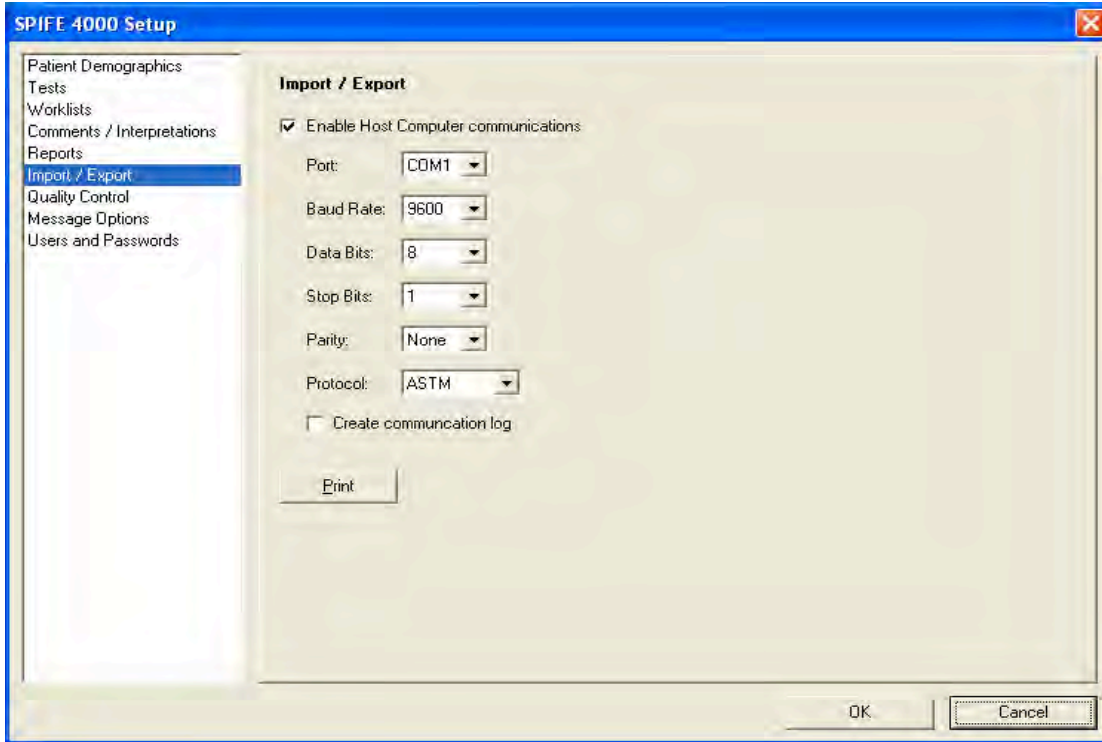 SPIFE 4000 Setup
Patient Demographics
Tests
Worklists
Comments / Interpretations
Reports
Import / Export
Quality Control
Message Options
Users and Passwords
Import / Export
Enable Host Computer communications
Port: COM1
Baud Rate: 9600
Data Bits: 8
Stop Bits: 1
Parity: None
Protocol: ASTM
Create communcation log
Print
OK Cancel